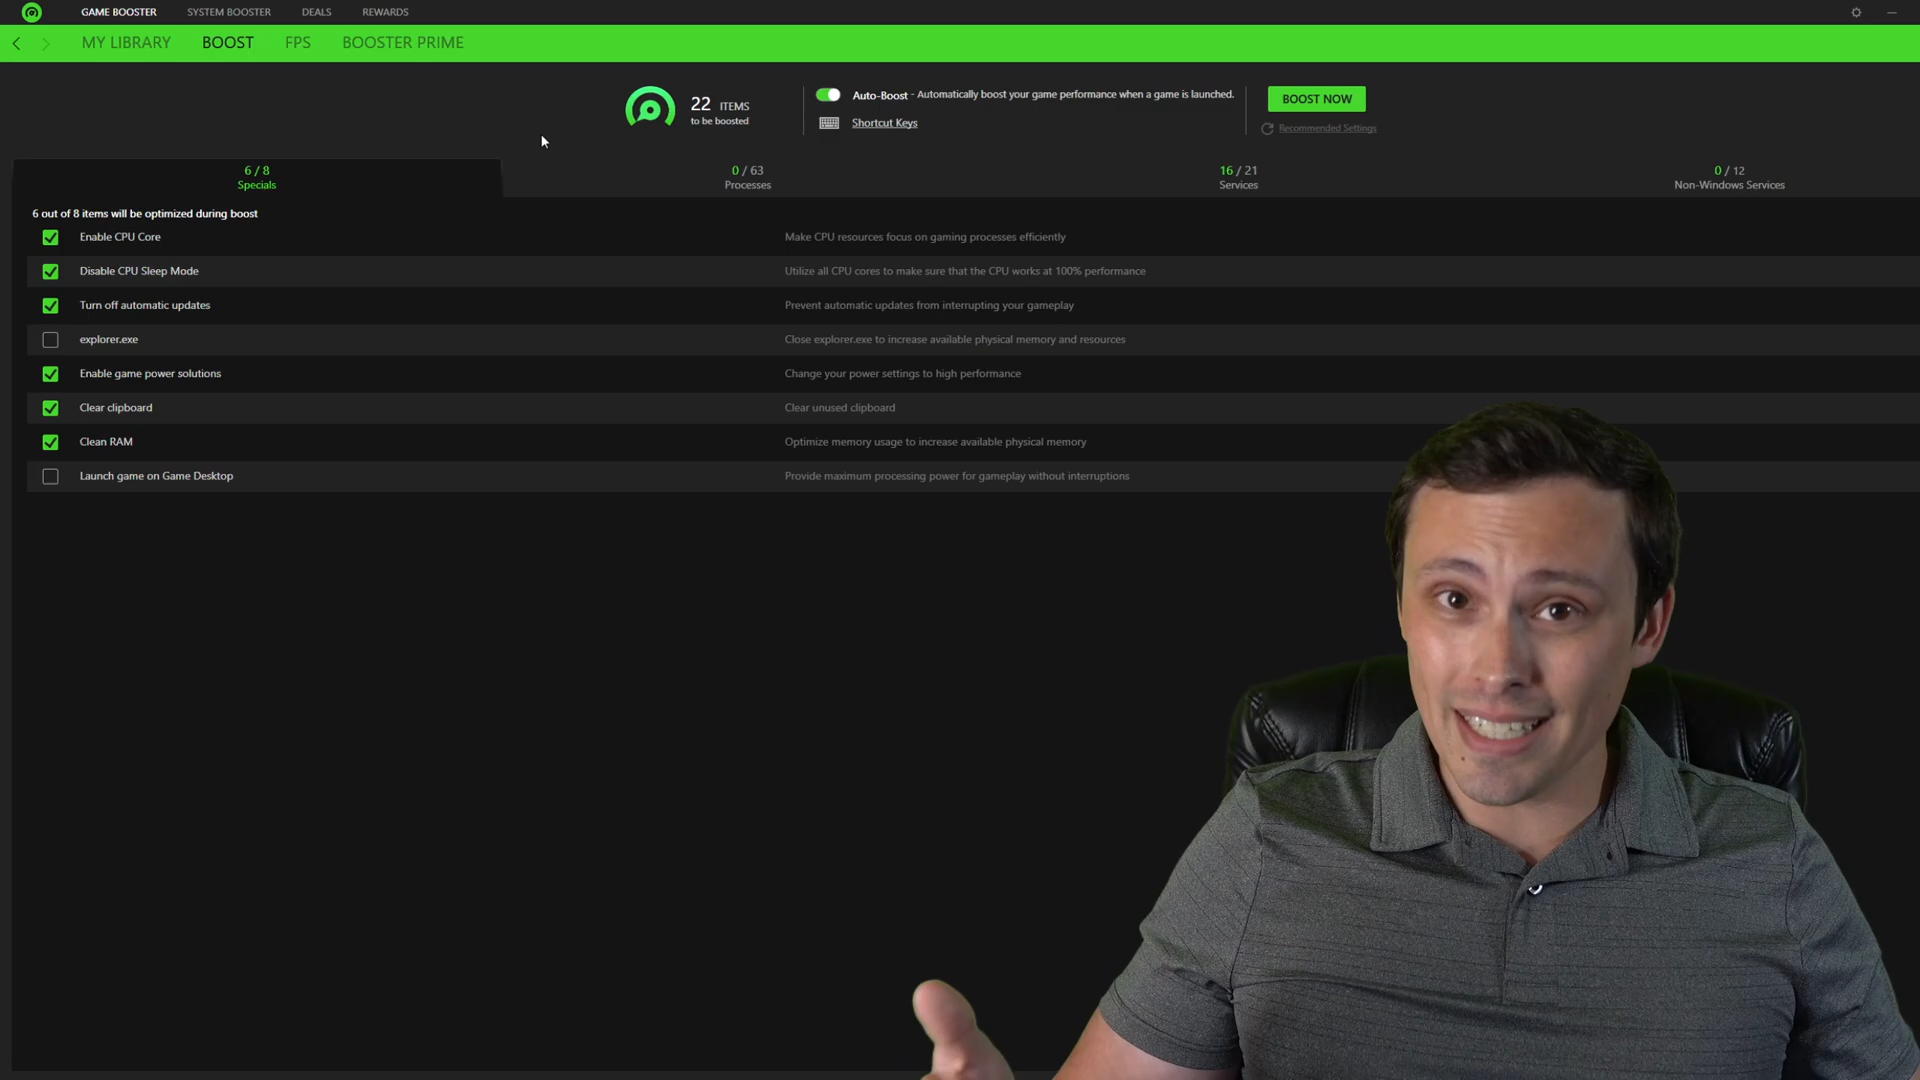 GAME BOOSTER SYSTEM BOOSTER DEALS REWARDS
MY LIBRARY BOOST FPS BOOSTER PRIME
22 ITEMS
to be boosted
Auto-Boost - Automatically boost your game performance when a game is launched.
Shortcut Keys
BOOST NOW
Recommended Settings
6 / 8
Specials
0 / 63
Processes
16 / 21
Services
0 / 12
Non-Windows Services
6 out of 8 items will be optimized during boost
Enable CPU Core Make CPU resources focus on gaming processes efficiently
Disable CPU Sleep Mode Utilize all CPU cores to make sure that the CPU works at 100% performance
Turn off automatic updates Prevent automatic updates from interrupting your gameplay
explorer.exe Close explorer.exe to increase available physical memory and resources
Enable game power solutions Change your power settings to high performance
Clear clipboard Clear unused clipboard
Clean RAM Optimize memory usage to increase available physical memory
Launch game on Game Desktop Provide maximum processing power for gameplay without interruptions